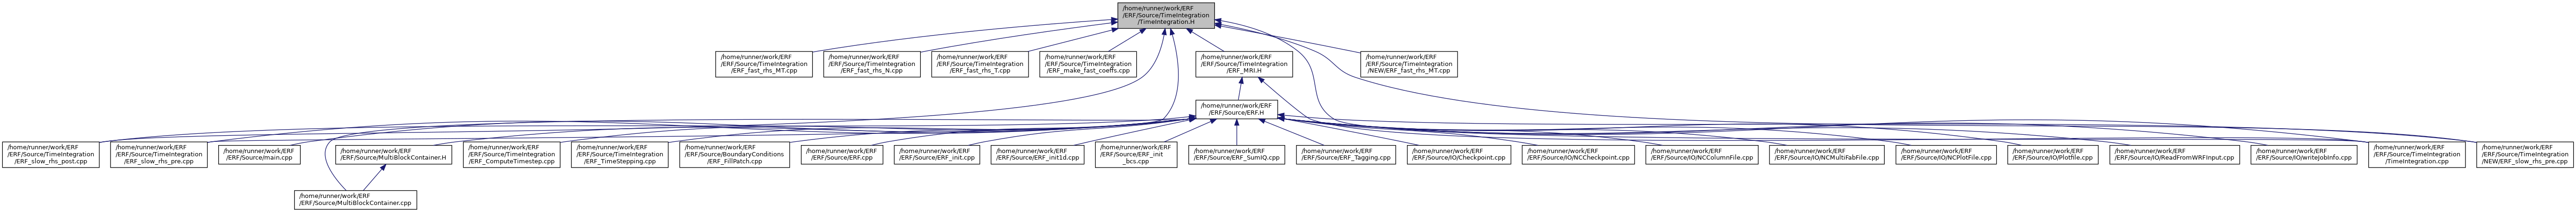 /home/runner/work/ERF
/ERF/Source/TimeIntegration
/TimeIntegration.H
/home/runner/work/ERF
/ERF/Source/TimeIntegration
/ERF_fast_rhs_MT.cpp
/home/runner/work/ERF
/ERF/Source/TimeIntegration
/ERF_fast_rhs_N.cpp
/home/runner/work/ERF
/ERF/Source/TimeIntegration
/ERF_fast_rhs_T.cpp
/home/runner/work/ERF
/ERF/Source/TimeIntegration
/ERF_make_fast_coeffs.cpp
/home/runner/work/ERF
/ERF/Source/TimeIntegration
/ERF_MRI.H
/home/runner/work/ERF
/ERF/Source/TimeIntegration
/NEW/ERF_fast_rhs_MT.cpp
/home/runner/work/ERF
/ERF/Source/ERF.H
/home/runner/work/ERF
/ERF/Source/TimeIntegration
/ERF_slow_rhs_post.cpp
/home/runner/work/ERF
/ERF/Source/TimeIntegration
/ERF_slow_rhs_pre.cpp
/home/runner/work/ERF
/ERF/Source/main.cpp
/home/runner/work/ERF
/ERF/Source/MultiBlockContainer.H
/home/runner/work/ERF
/ERF/Source/TimeIntegration
/ERF_ComputeTimestep.cpp
/home/runner/work/ERF
/ERF/Source/TimeIntegration
/ERF_TimeStepping.cpp
/home/runner/work/ERF
/ERF/Source/BoundaryConditions
/ERF_FillPatch.cpp
/home/runner/work/ERF
/ERF/Source/ERF.cpp
/home/runner/work/ERF
/ERF/Source/ERF_init.cpp
/home/runner/work/ERF
/ERF/Source/ERF_init1d.cpp
/home/runner/work/ERF
/ERF/Source/ERF_init
_bcs.cpp
/home/runner/work/ERF
/ERF/Source/ERF_SumIQ.cpp
/home/runner/work/ERF
/ERF/Source/ERF_Tagging.cpp
/home/runner/work/ERF
/ERF/Source/IO/Checkpoint.cpp
/home/runner/work/ERF
/ERF/Source/IO/NCCheckpoint.cpp
/home/runner/work/ERF
/ERF/Source/IO/NCColumnFile.cpp
/home/runner/work/ERF
/ERF/Source/IO/NCMultiFabFile.cpp
/home/runner/work/ERF
/ERF/Source/IO/NCPlotFile.cpp
/home/runner/work/ERF
/ERF/Source/IO/Plotfile.cpp
/home/runner/work/ERF
/ERF/Source/IO/ReadFromWRFInput.cpp
/home/runner/work/ERF
/ERF/Source/IO/writeJobInfo.cpp
/home/runner/work/ERF
/ERF/Source/TimeIntegration
/TimeIntegration.cpp
/home/runner/work/ERF
/ERF/Source/TimeIntegration
/NEW/ERF_slow_rhs_pre.cpp
/home/runner/work/ERF
/ERF/Source/MultiBlockContainer.cpp